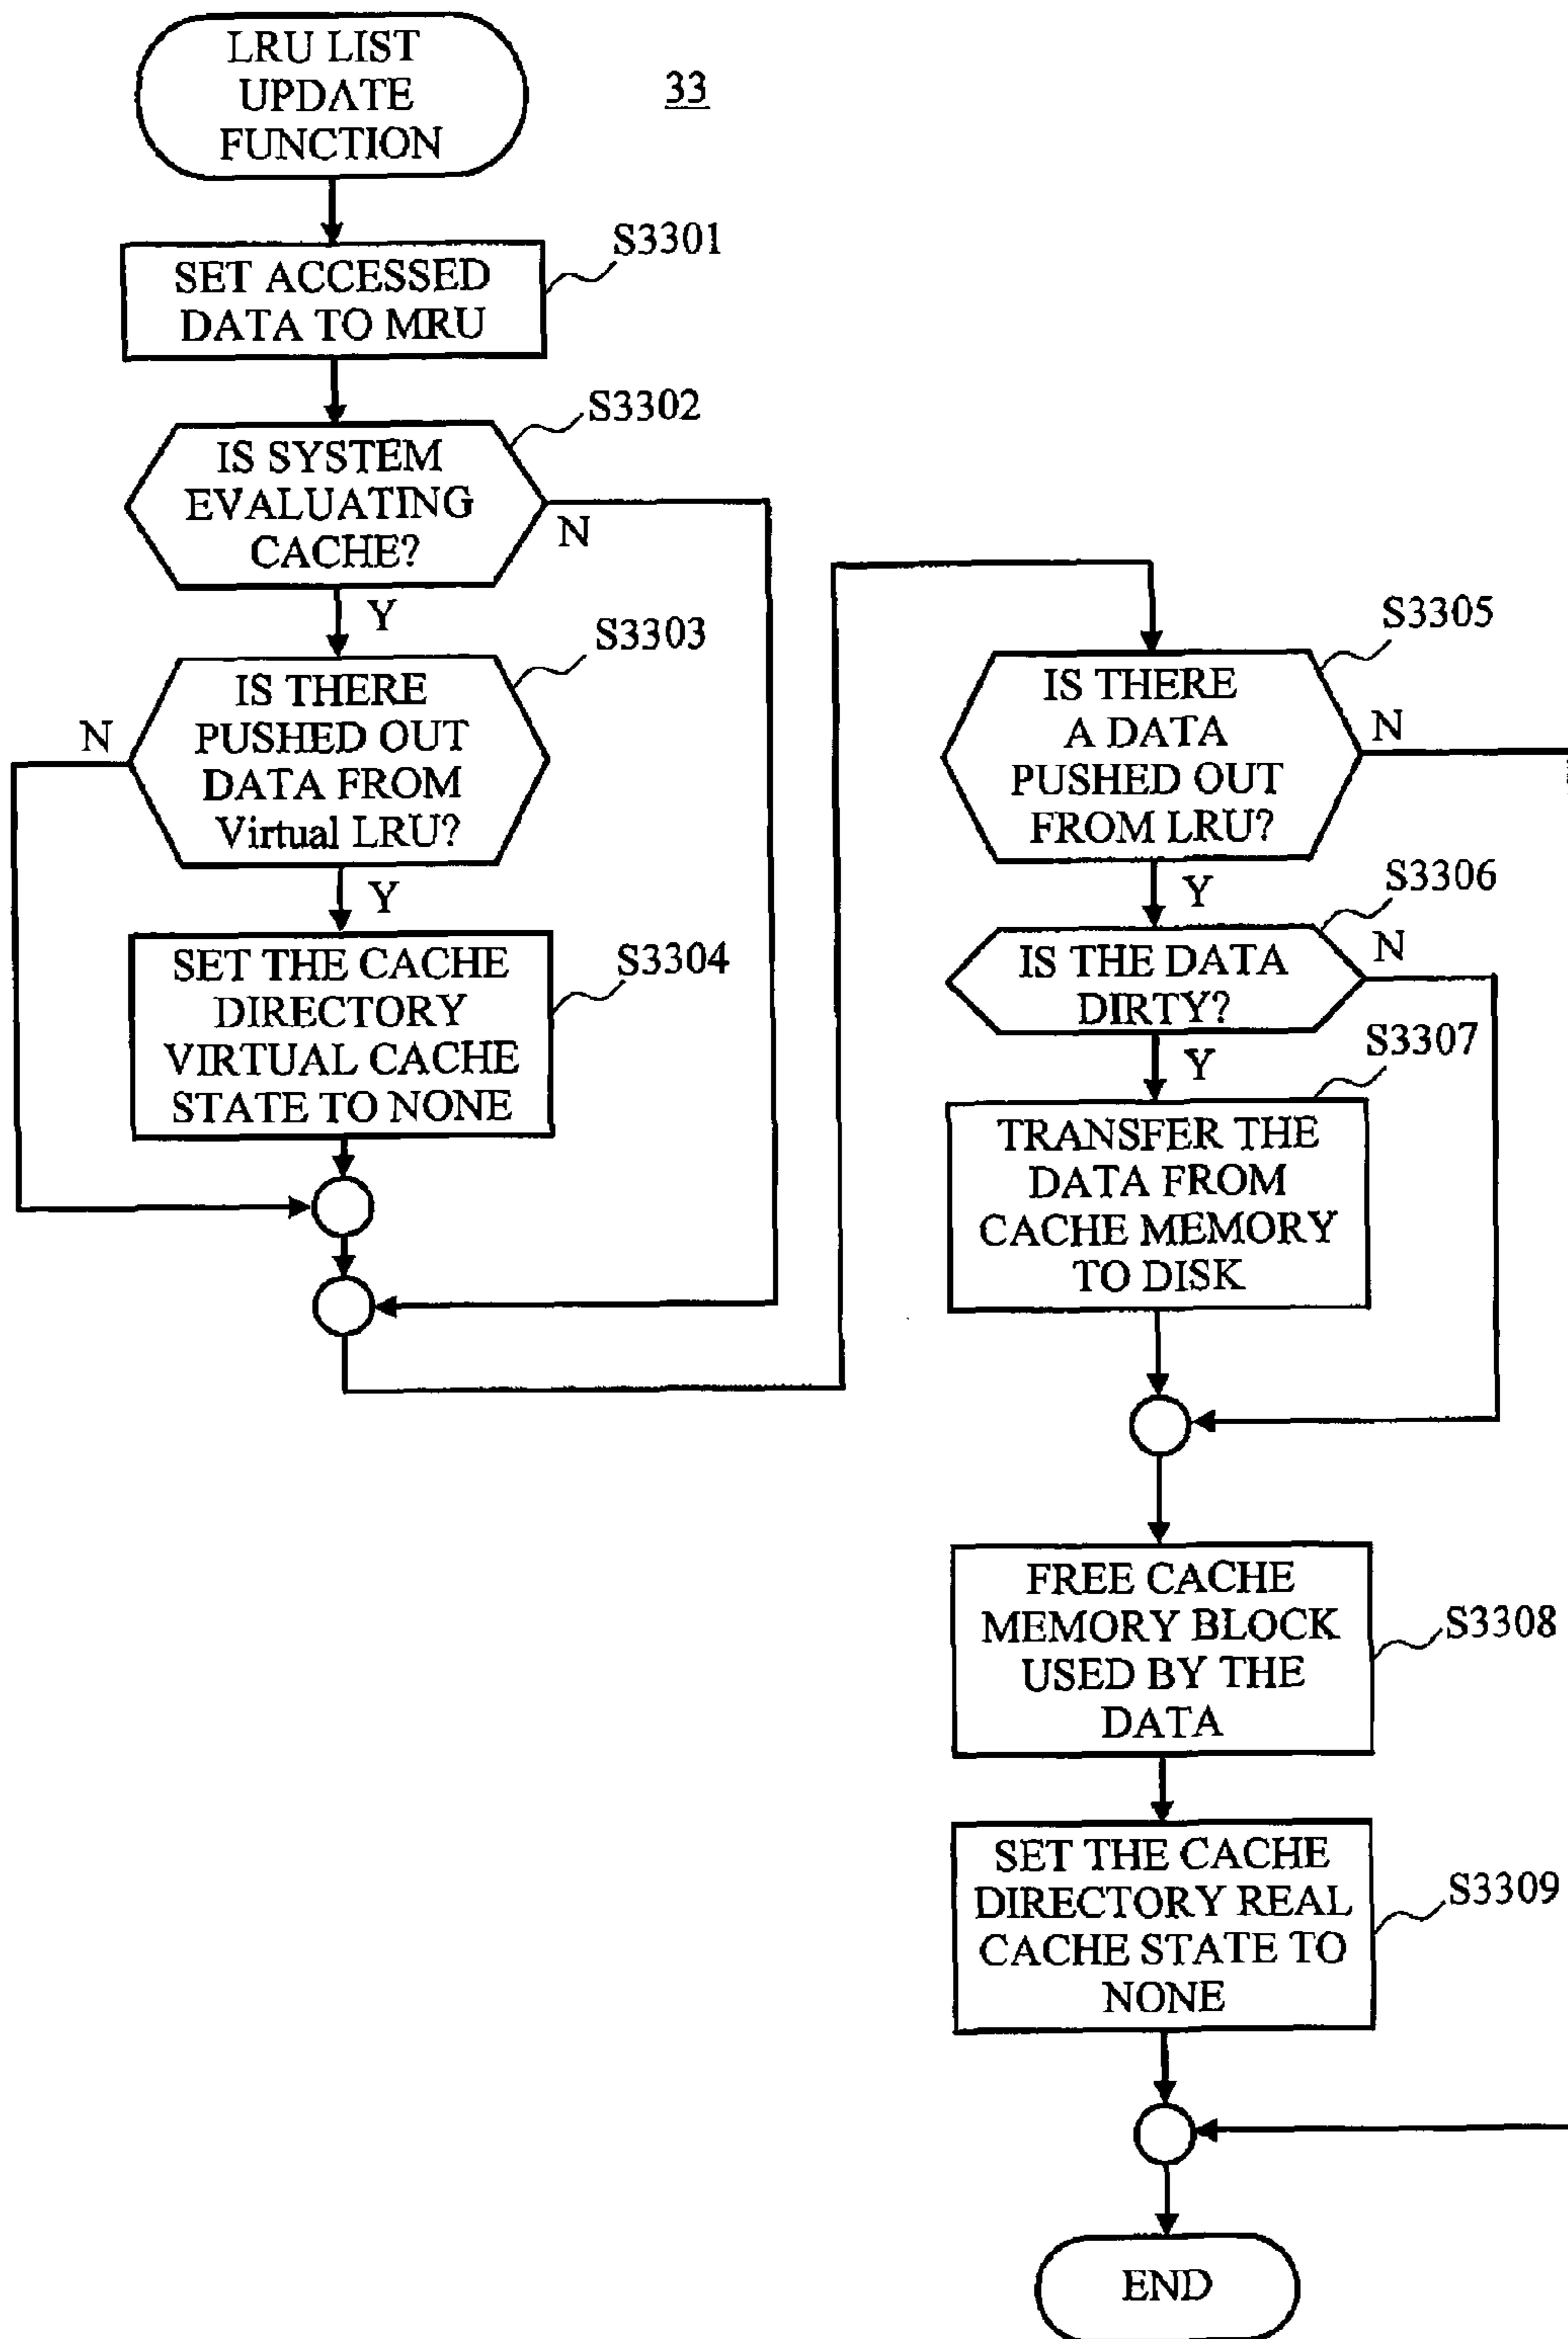 LRU LIST
UPDATE
FUNCTION
33
S3301
SET ACCESSED
DATA TO MRU
S3302
IS SYSTEM
EVALUATING
CACHE?
N
Y
S3303
IS THERE
PUSHED OUT
DATA FROM
Virtual LRU?
N
Y
S3304
SET THE CACHE
DIRECTORY
VIRTUAL CACHE
STATE TO NONE
S3305
IS THERE
A DATA
PUSHED OUT
FROM LRU?
N
Y
S3306
IS THE DATA
DIRTY?
N
Y
S3307
TRANSFER THE
DATA FROM
CACHE MEMORY
TO DISK
FREE CACHE
MEMORY BLOCK
USED BY THE
DATA
S3308
SET THE CACHE
DIRECTORY REAL
CACHE STATE TO
NONE
S3309
END